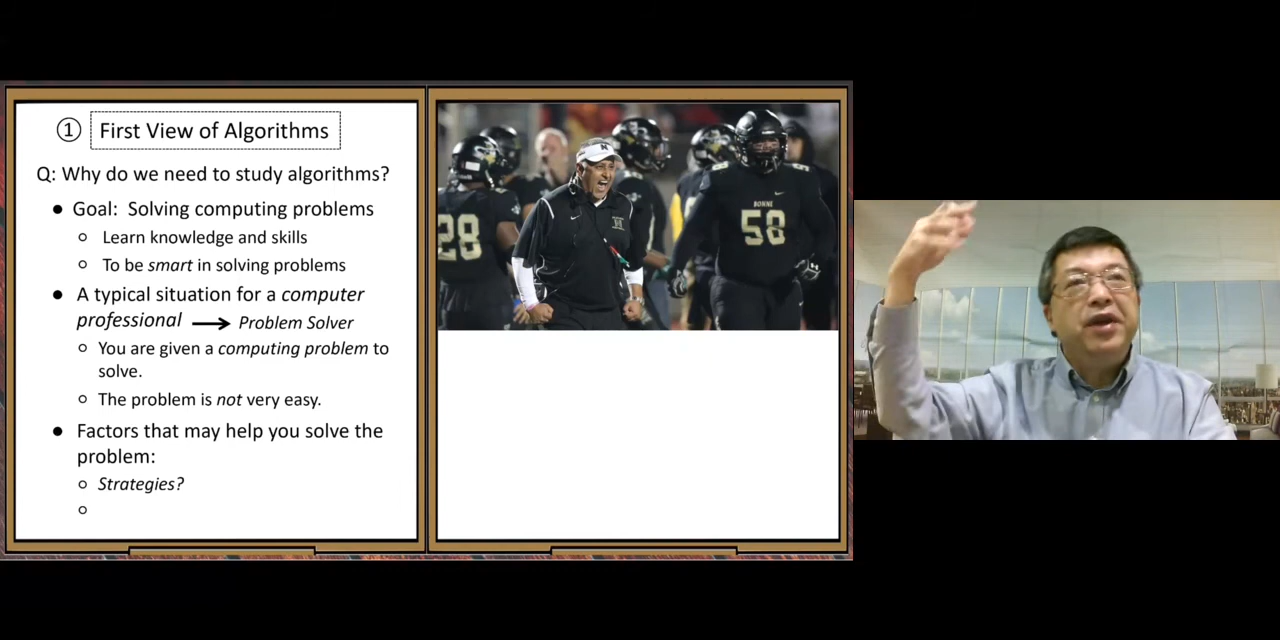 ① First View of Algorithms
Q: Why do we need to study algorithms?
● Goal: Solving computing problems
○ Learn knowledge and skills
○ To be smart in solving problems
● A typical situation for a computer
professional ⟶ Problem Solver
○ You are given a computing problem to
solve.
○ The problem is not very easy.
● Factors that may help you solve the
problem:
○ Strategies?
○
28
N
H
BONNE
58